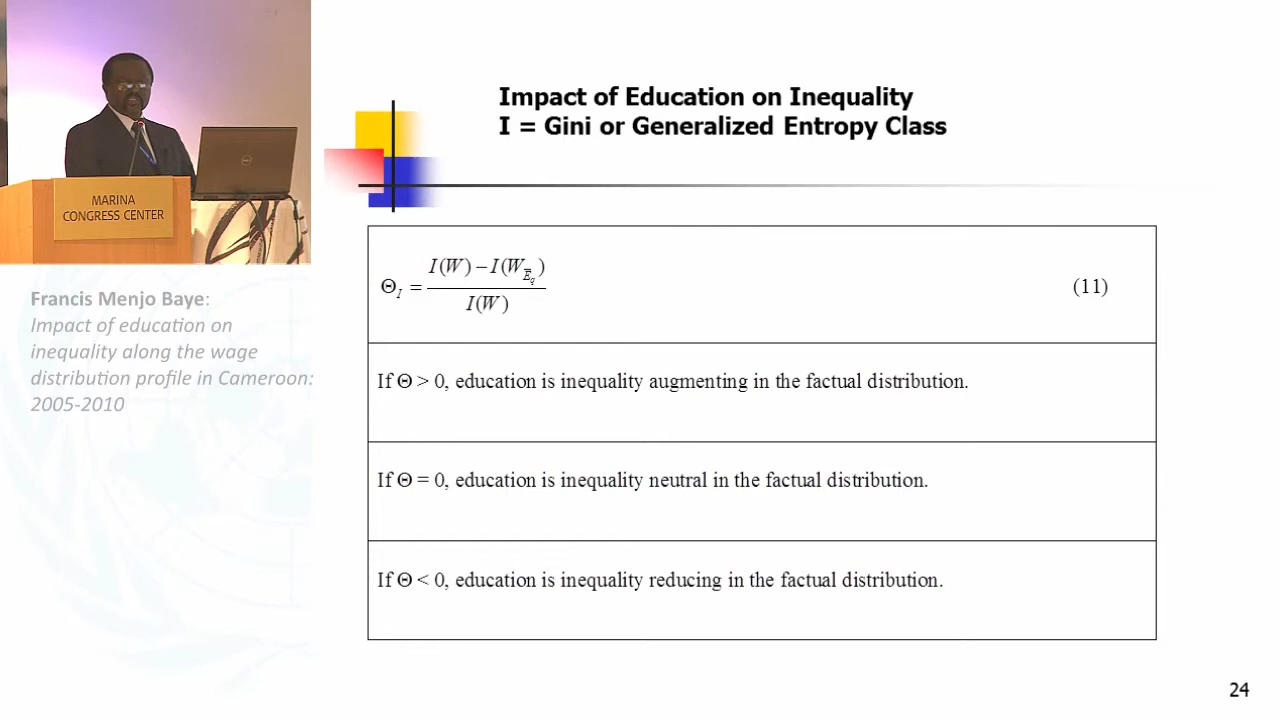 MARINA
CONGRESS CENTER
Francis Menjo Baye:
Impact of education on
inequality along the wage
distribution profile in Cameroon:
2005-2010
Impact of Education on Inequality
I = Gini or Generalized Entropy Class
Θ_I = (I(W) − I(W_{E̅_q})) / I(W) (11)
If Θ > 0, education is inequality augmenting in the factual distribution.
If Θ = 0, education is inequality neutral in the factual distribution.
If Θ < 0, education is inequality reducing in the factual distribution.
24